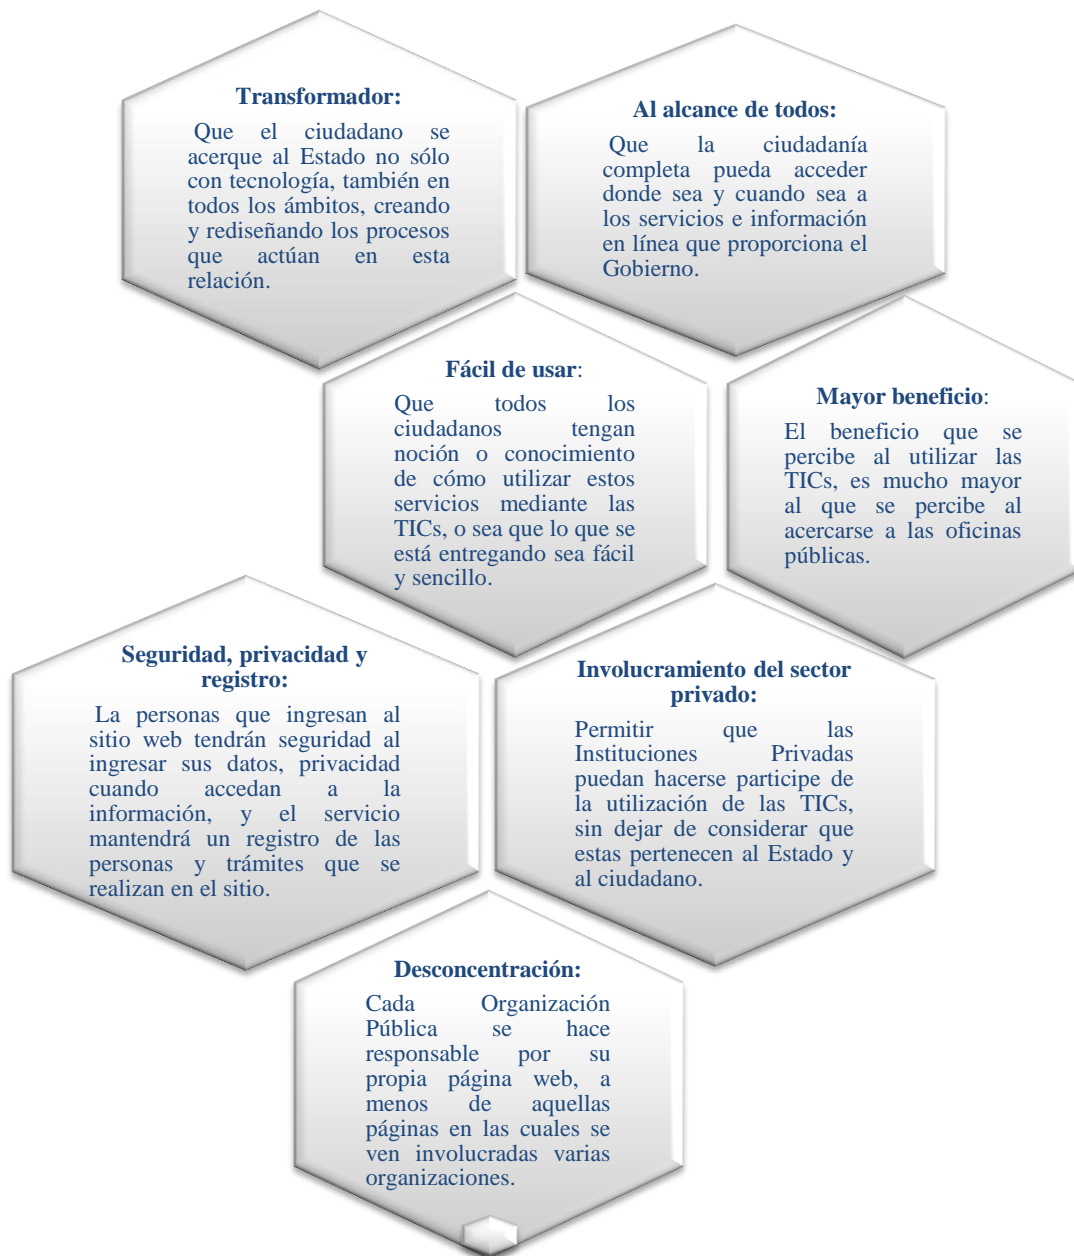 Transformador:
Que el ciudadano se
acerque al Estado no sólo
con tecnología, también en
todos los ámbitos, creando
y rediseñando los procesos
que actúan en esta
relación.
Al alcance de todos:
Que la ciudadanía
completa pueda acceder
donde sea y cuando sea a
los servicios e información
en línea que proporciona el
Gobierno.
Fácil de usar:
Que todos los
ciudadanos tengan
noción o conocimiento
de cómo utilizar estos
servicios mediante las
TICs, o sea que lo que se
está entregando sea fácil
y sencillo.
Mayor beneficio:
El beneficio que se
percibe al utilizar las
TICs, es mucho mayor
al que se percibe al
acercarse a las oficinas
públicas.
Seguridad, privacidad y
registro:
La personas que ingresan al
sitio web tendrán seguridad al
ingresar sus datos, privacidad
cuando accedan a la
información, y el servicio
mantendrá un registro de las
personas y trámites que se
realizan en el sitio.
Involucramiento del sector
privado:
Permitir que las
Instituciones Privadas
puedan hacerse participe de
la utilización de las TICs,
sin dejar de considerar que
estas pertenecen al Estado y
al ciudadano.
Desconcentración:
Cada Organización
Pública se hace
responsable por su
propia página web, a
menos de aquellas
páginas en las cuales se
ven involucradas varias
organizaciones.